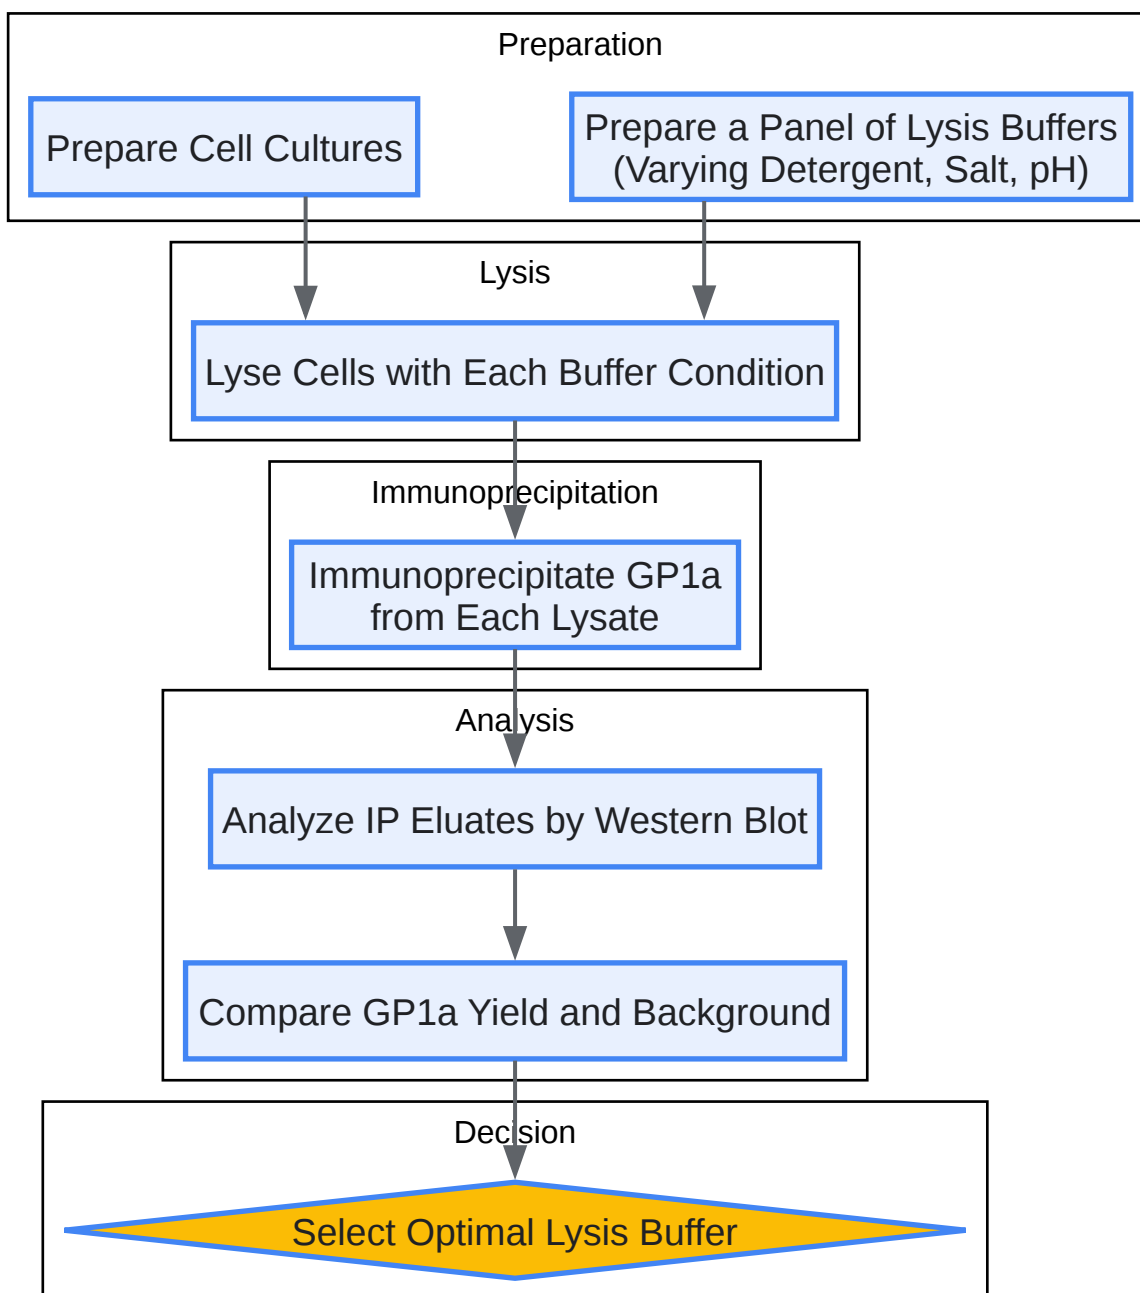 Preparation
Prepare Cell Cultures
Prepare a Panel of Lysis Buffers
(Varying Detergent, Salt, pH)
Lysis
Lyse Cells with Each Buffer Condition
Immunoprecipitation
Immunoprecipitate GP1a
from Each Lysate
Analysis
Analyze IP Eluates by Western Blot
Compare GP1a Yield and Background
Decision
Select Optimal Lysis Buffer